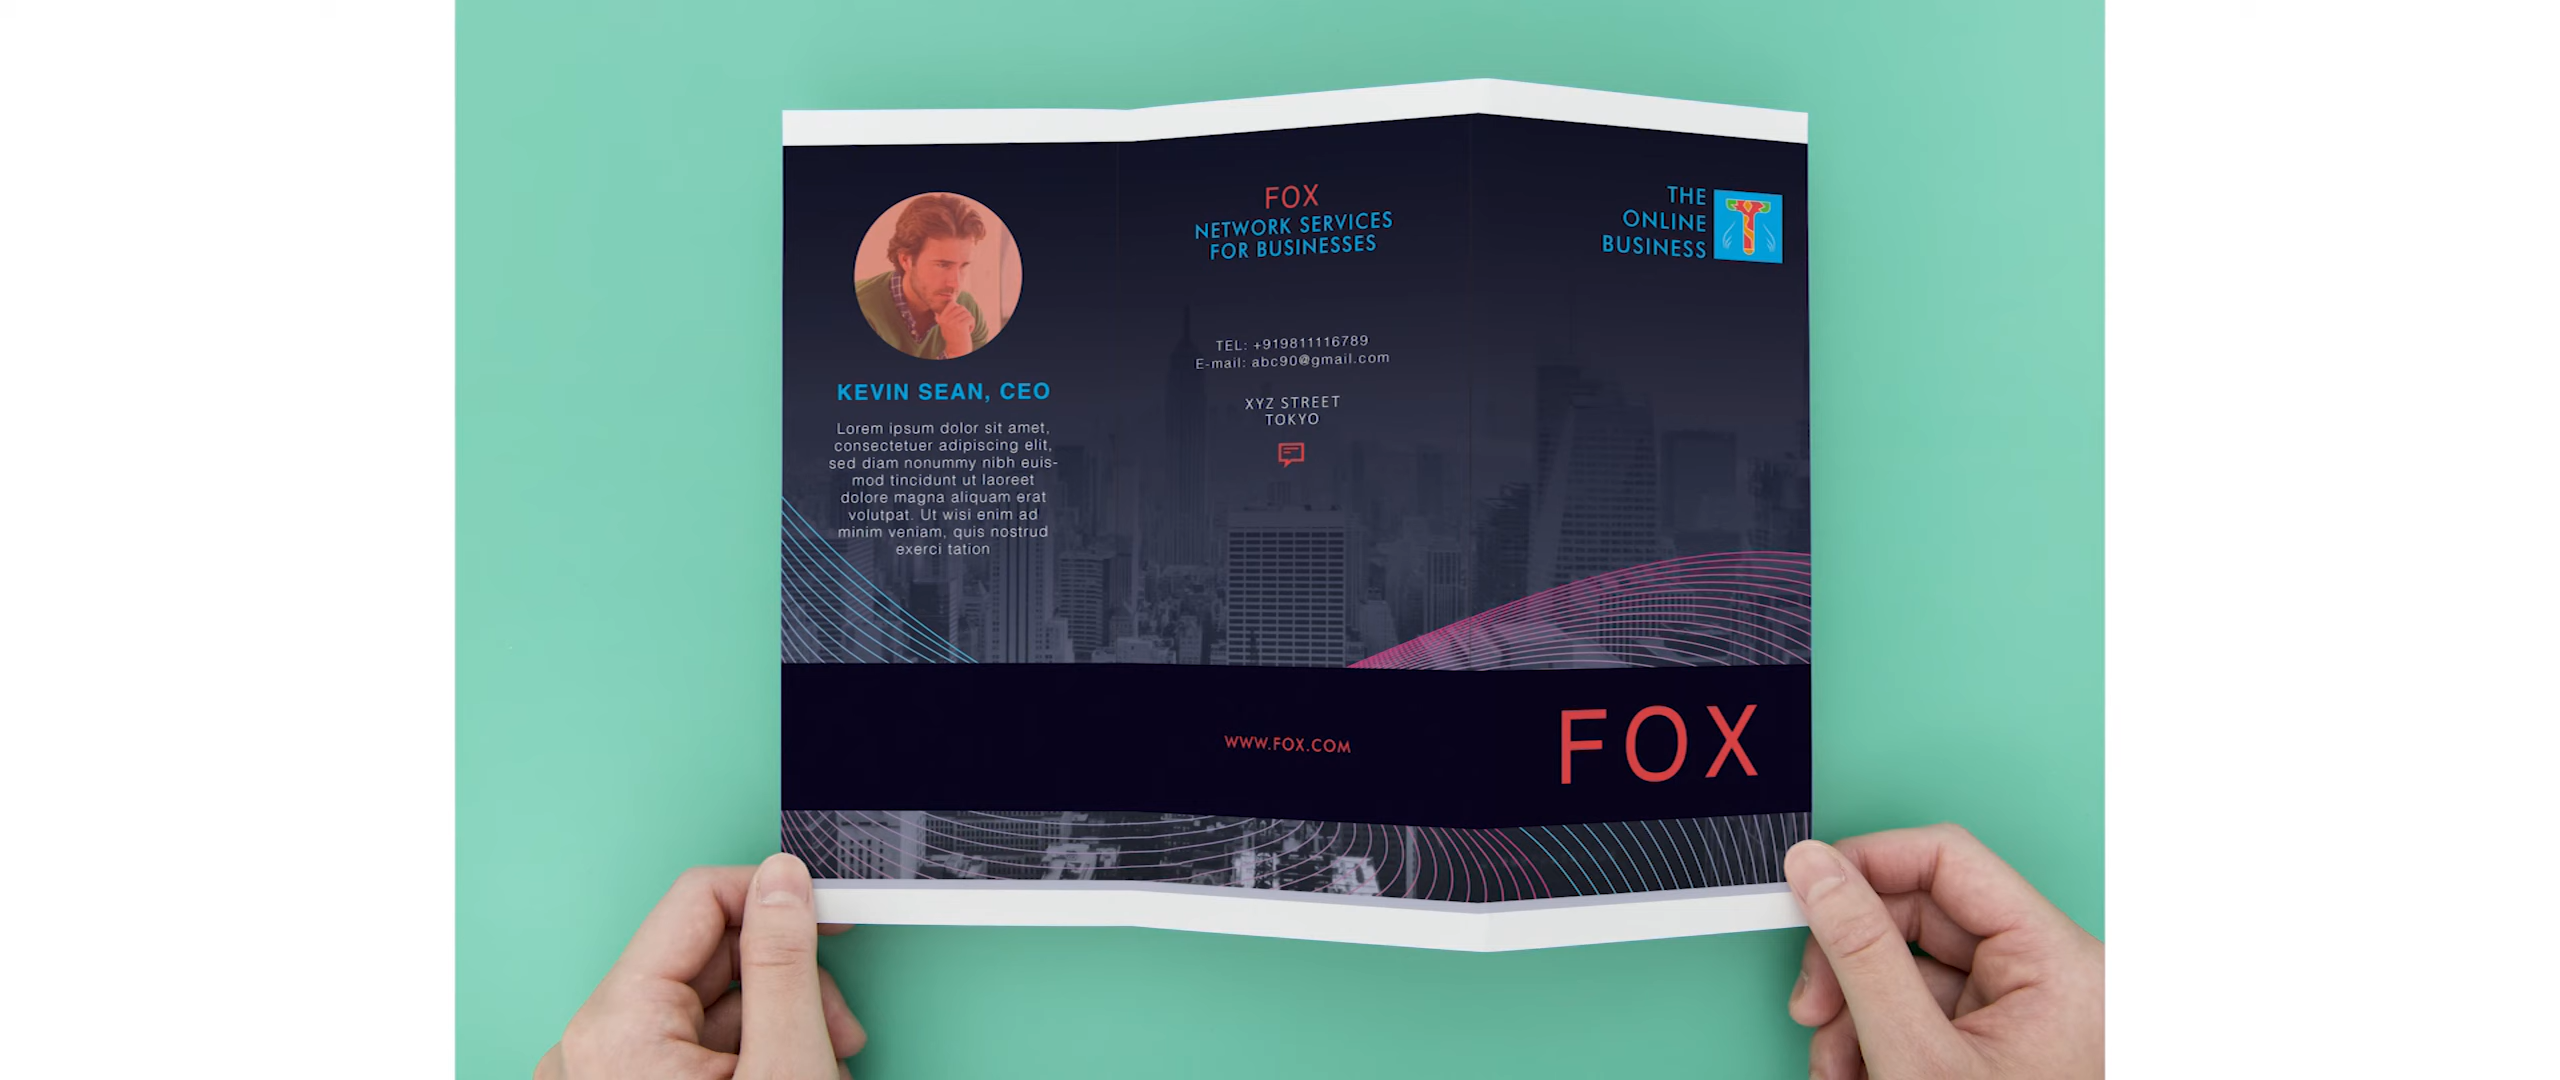 KEVIN SEAN, CEO
Lorem ipsum dolor sit amet,
consectetuer adipiscing elit,
sed diam nonummy nibh euis-
mod tincidunt ut laoreet
dolore magna aliquam erat
volutpat. Ut wisi enim ad
minim veniam, quis nostrud
exerci tation
FOX
NETWORK SERVICES
FOR BUSINESSES
TEL: +919811116789
E-mail: abc90@gmail.com
XYZ STREET
TOKYO
WWW.FOX.COM
THE
ONLINE
BUSINESS
T
FOX